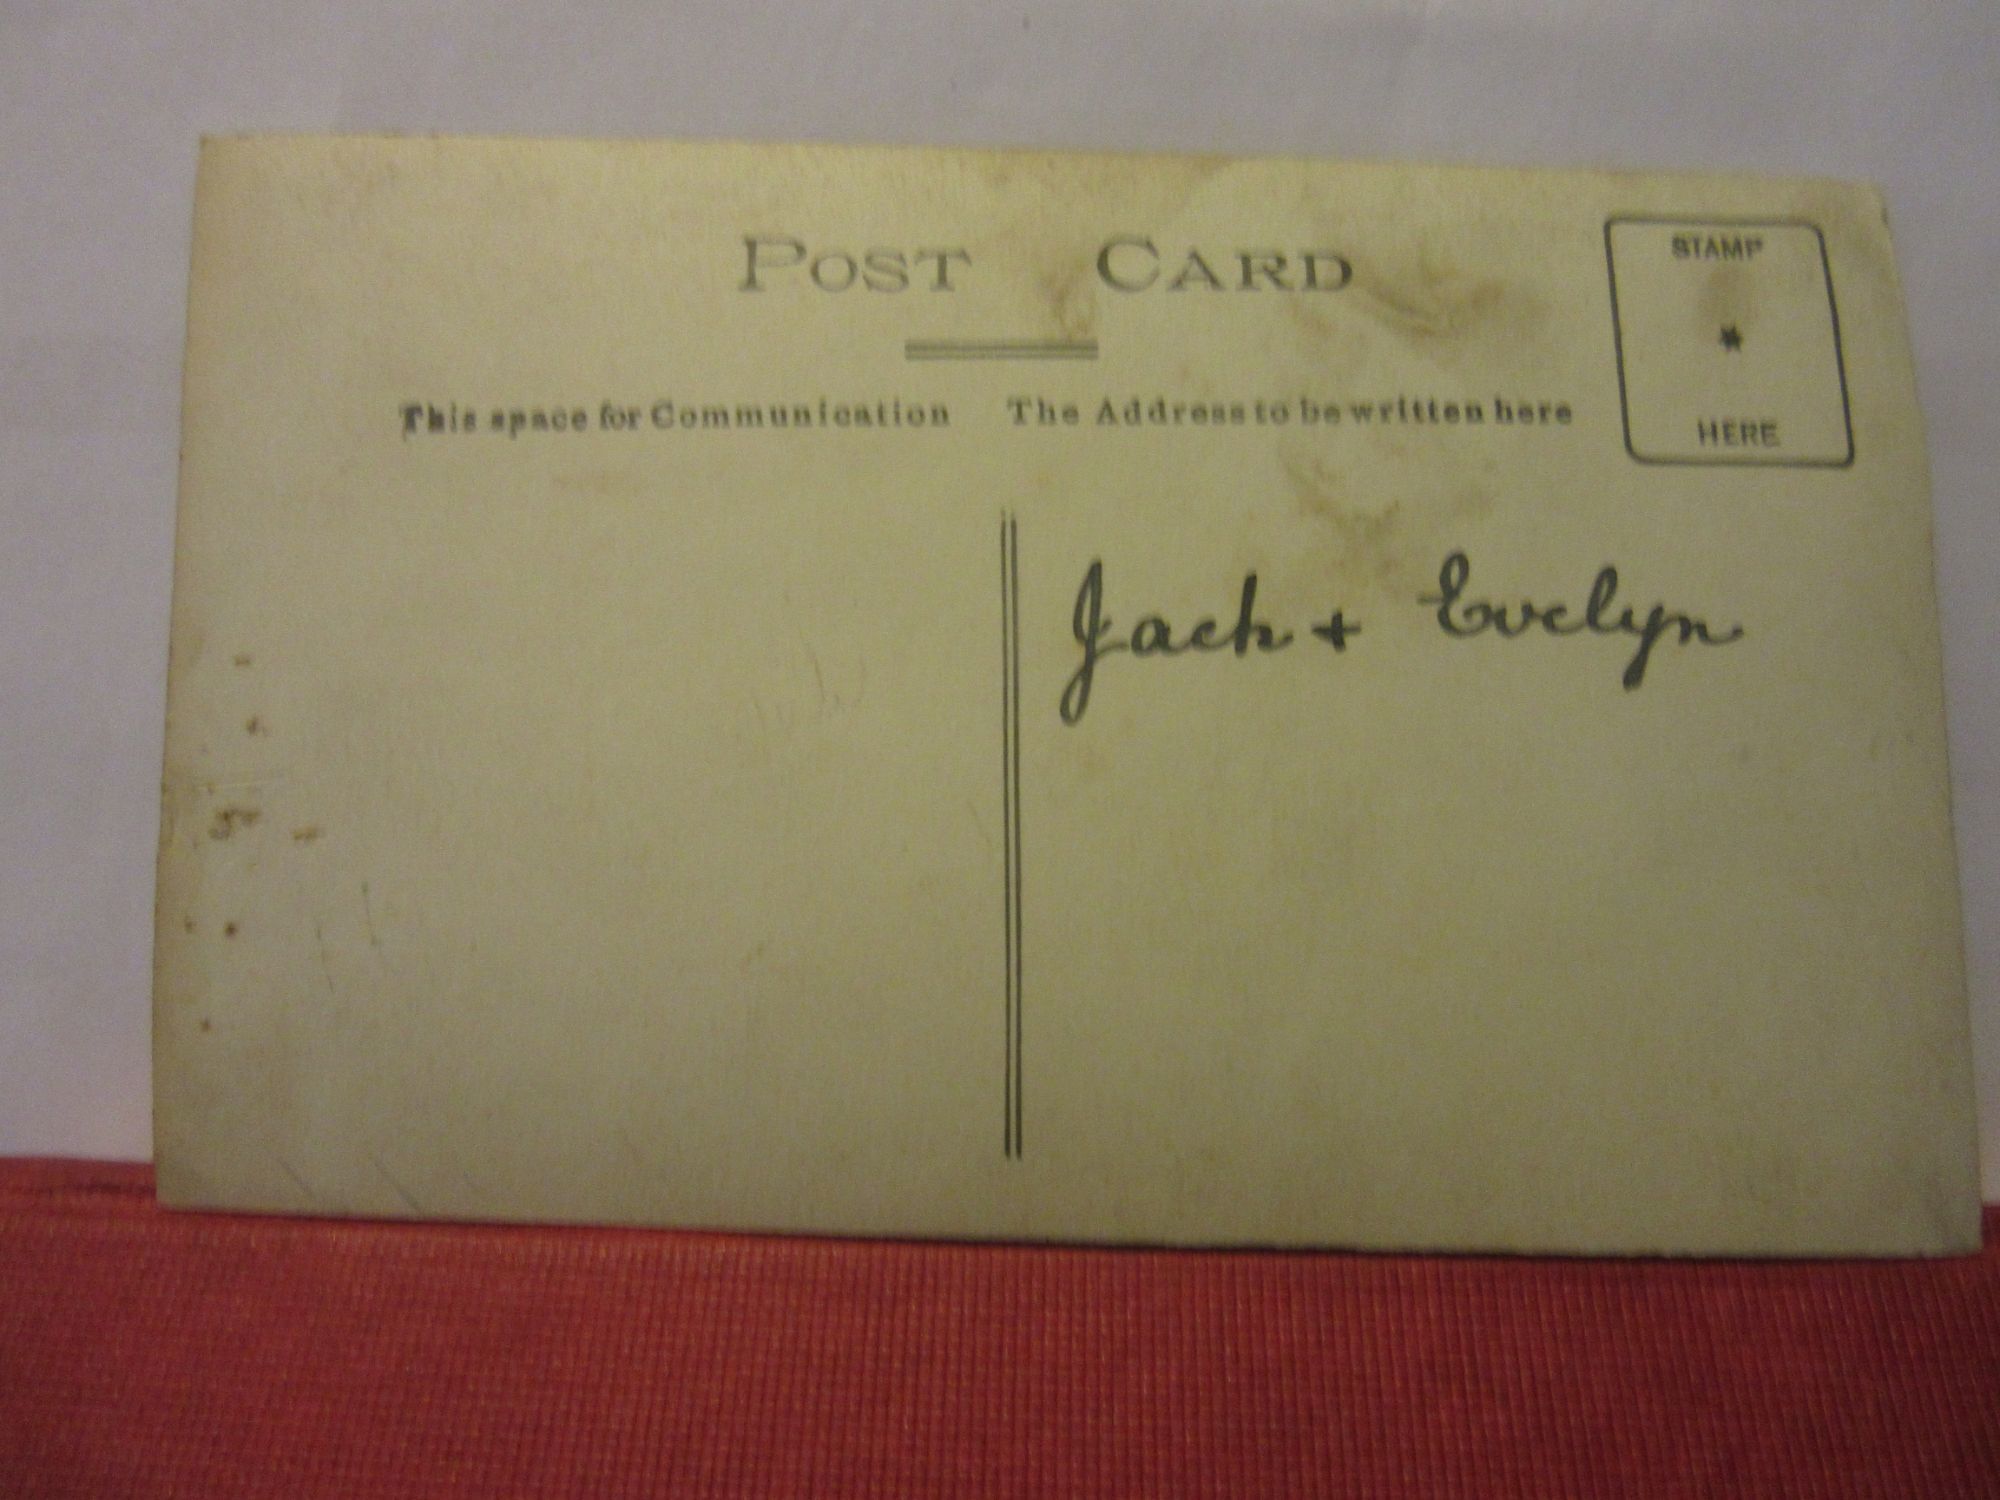 POST CARD
STAMP
HERE
This space for Communication The Address to be written here
Jack + Evelyn